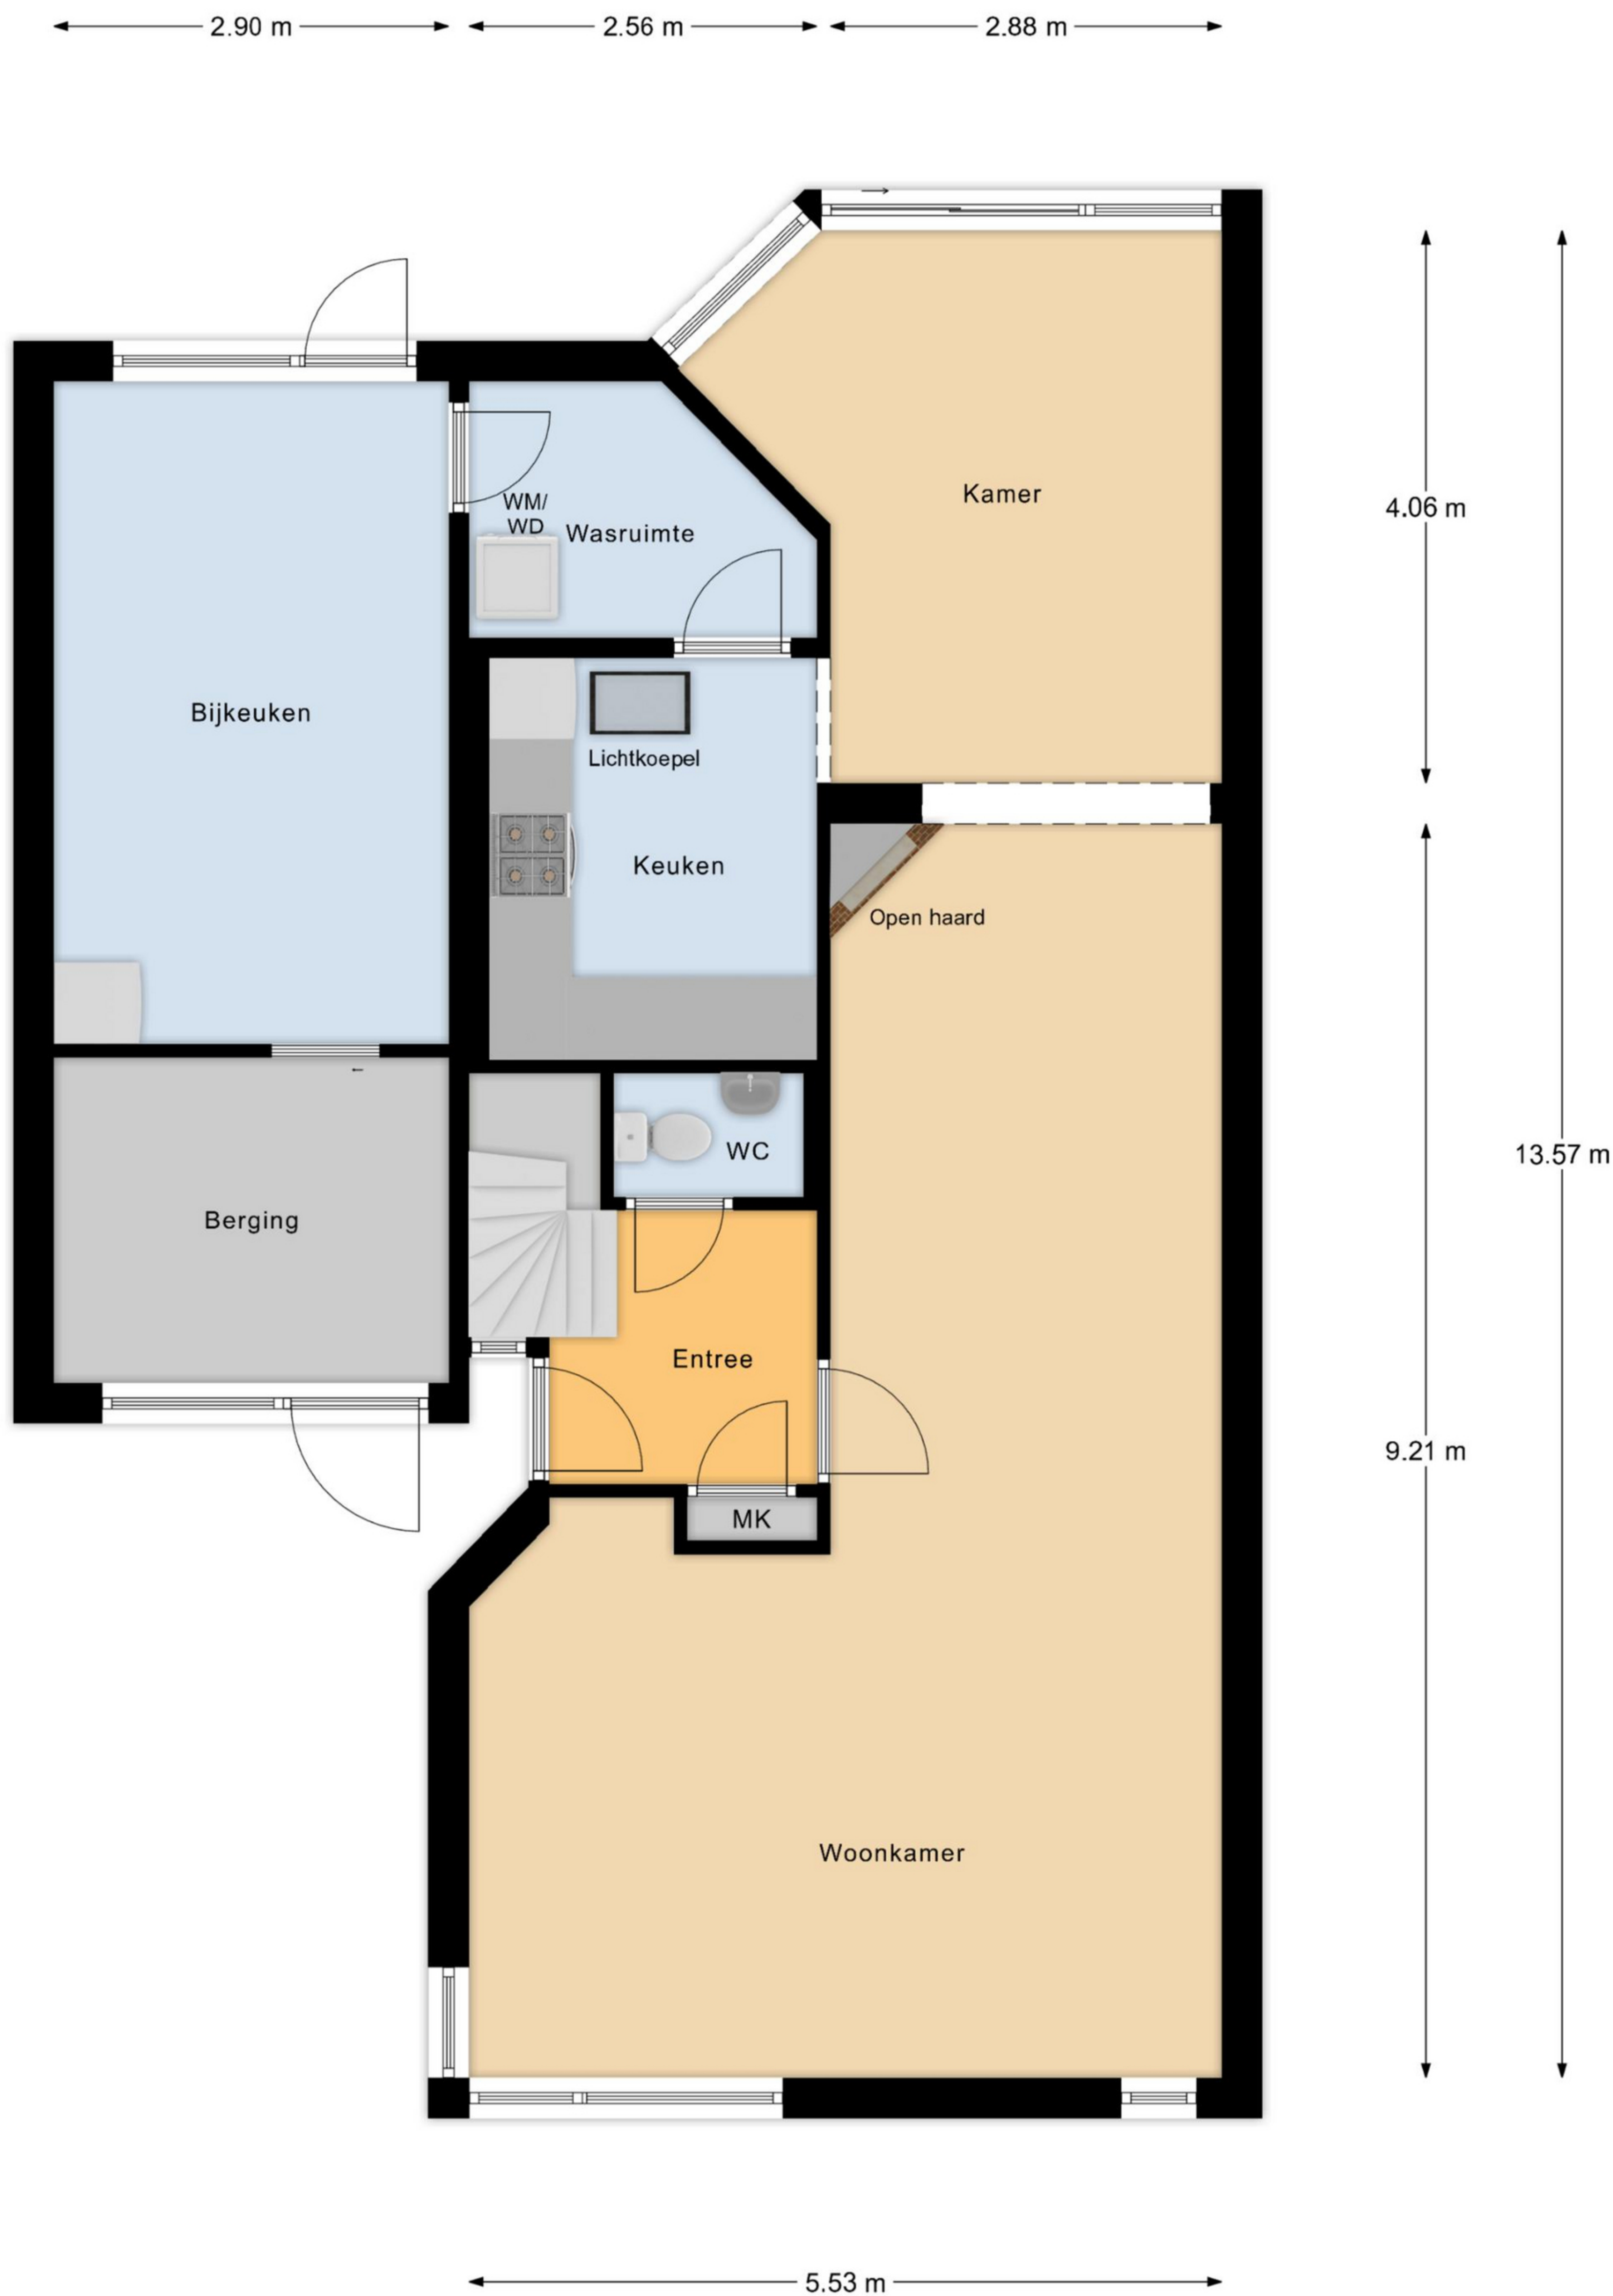 2.90 m
2.56 m
2.88 m
Kamer
4.06 m
WM/
WD
Wasruimte
Bijkeuken
Lichtkoepel
Keuken
Open haard
WC
13.57 m
Berging
Entree
9.21 m
MK
Woonkamer
5.53 m